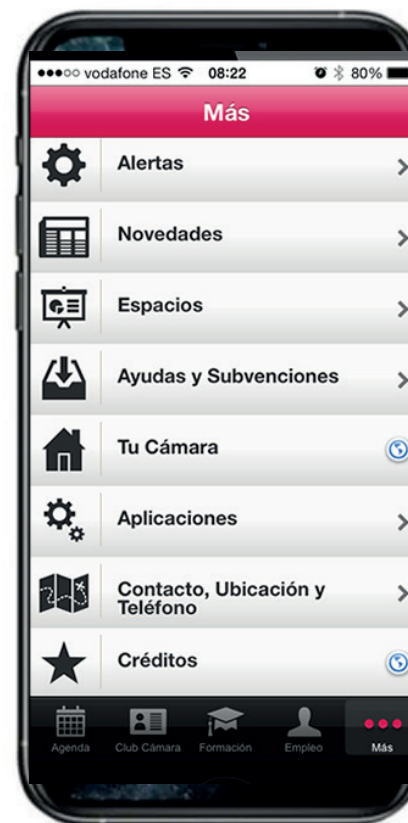 vodafone ES 08:22 80%
Más
Alertas
Novedades
Espacios
Ayudas y Subvenciones
Tu Cámara
Aplicaciones
Contacto, Ubicación y
Teléfono
Créditos
Agenda Club Cámara Formación Empleo Más